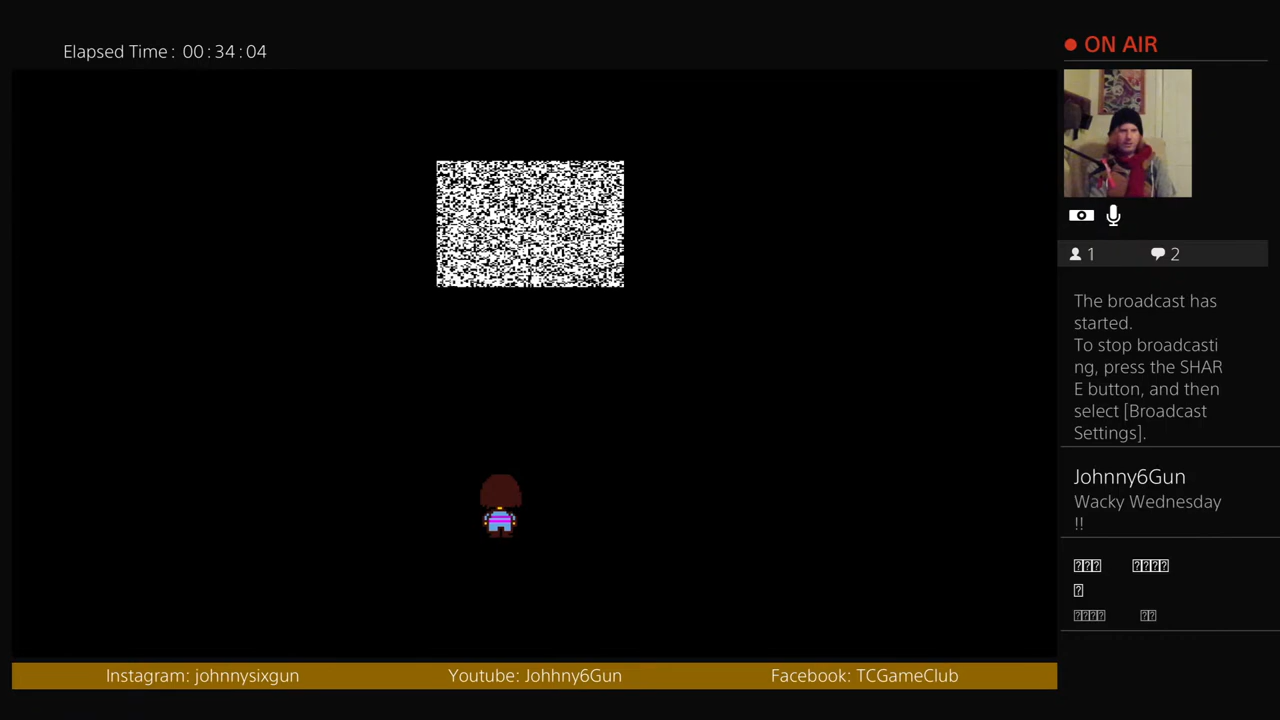 Elapsed Time: 00:34:04
ON AIR
1 2
The broadcast has
started.
To stop broadcasti
ng, press the SHAR
E button, and then
select [Broadcast
Settings].
Johnny6Gun
Wacky Wednesday
!!
Instagram: johnnysixgun Youtube: Johhny6Gun Facebook: TCGameClub